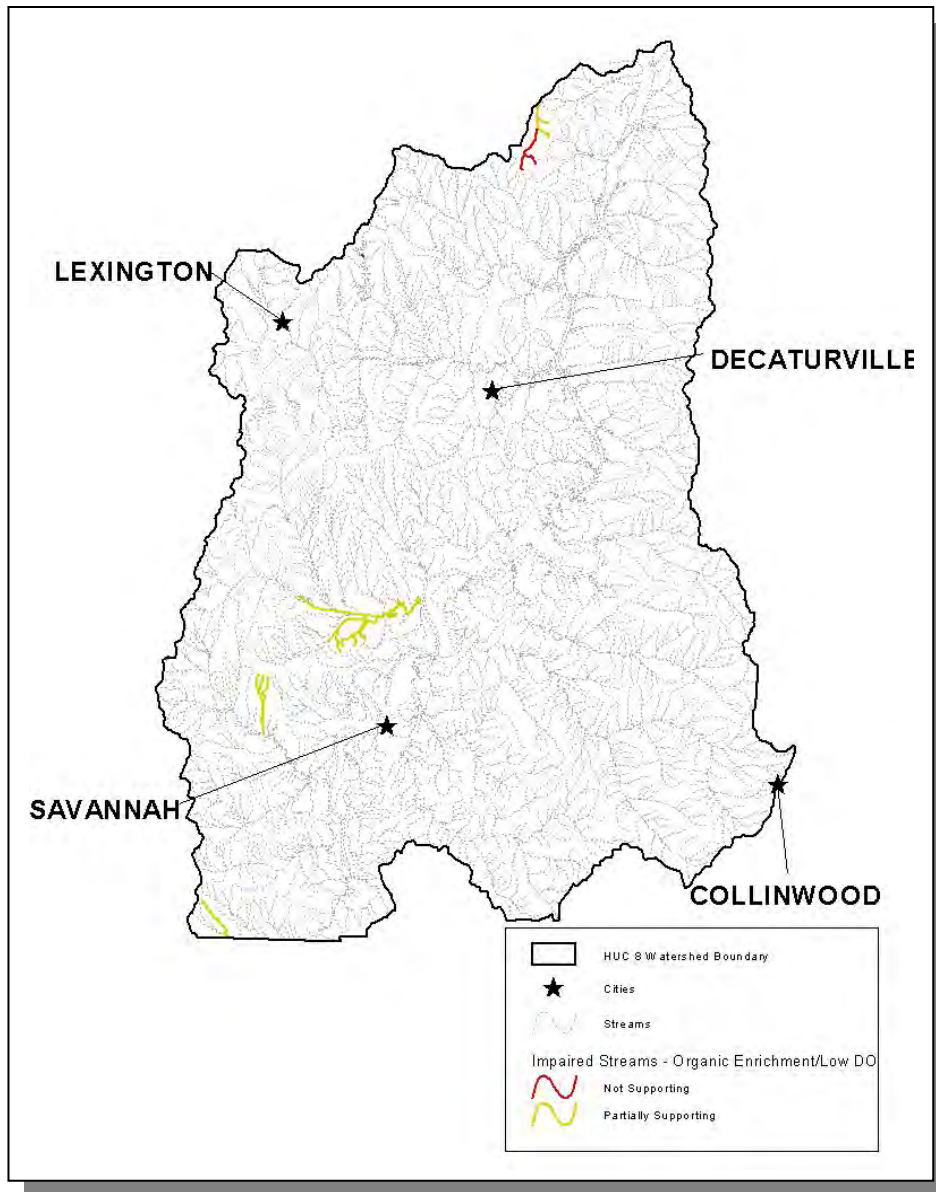 LEXINGTON
DECATURVILLE
SAVANNAH
COLLINWOOD
HUC 8 Watershed Boundary
Cities
Streams
Impaired Streams - Organic Enrichment/Low DO
Not Supporting
Partially Supporting